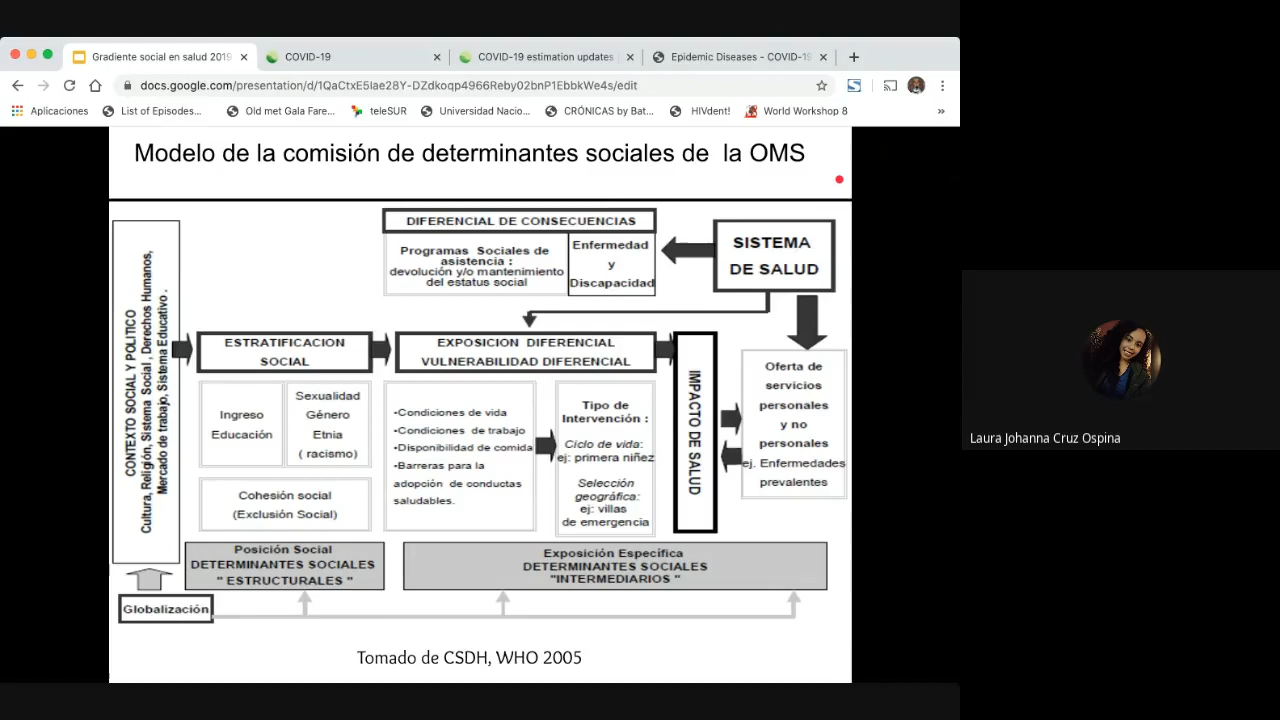 Gradiente social en salud 2019
COVID-19
COVID-19 estimation updates
Epidemic Diseases - COVID-19
docs.google.com/presentation/d/1QaCtxE5lae28Y-DZdkoqp4966Reby02bnP1EbbkWe4s/edit
Aplicaciones
List of Episodes...
Old met Gala Fare...
teleSUR
Universidad Nacio...
CRÓNICAS by Bat...
HIVdent!
World Workshop 8
»
Modelo de la comisión de determinantes sociales de la OMS
CONTEXTO SOCIAL Y POLITICO
Cultura, Religión, Sistema Social, Derechos Humanos,
Mercado de trabajo, Sistema Educativo.
DIFERENCIAL DE CONSECUENCIAS
Programas Sociales de
asistencia :
devolución y/o mantenimiento
del estatus social
Enfermedad
y
Discapacidad
SISTEMA
DE SALUD
ESTRATIFICACION
SOCIAL
EXPOSICION DIFERENCIAL
VULNERABILIDAD DIFERENCIAL
Ingreso
Educación
Sexualidad
Género
Etnia
( racismo)
Cohesión social
(Exclusión Social)
•Condiciones de vida
•Condiciones de trabajo
•Disponibilidad de comida
•Barreras para la
adopción de conductas
saludables.
Tipo de
Intervención :
Ciclo de vida:
ej: primera niñez
Selección
geográfica:
ej: villas
de emergencia
IMPACTO DE SALUD
Oferta de
servicios
personales
y no
personales
ej. Enfermedades
prevalentes
Posición Social
DETERMINANTES SOCIALES
" ESTRUCTURALES "
Exposición Específica
DETERMINANTES SOCIALES
"INTERMEDIARIOS "
Globalización
Tomado de CSDH, WHO 2005
Laura Johanna Cruz Ospina